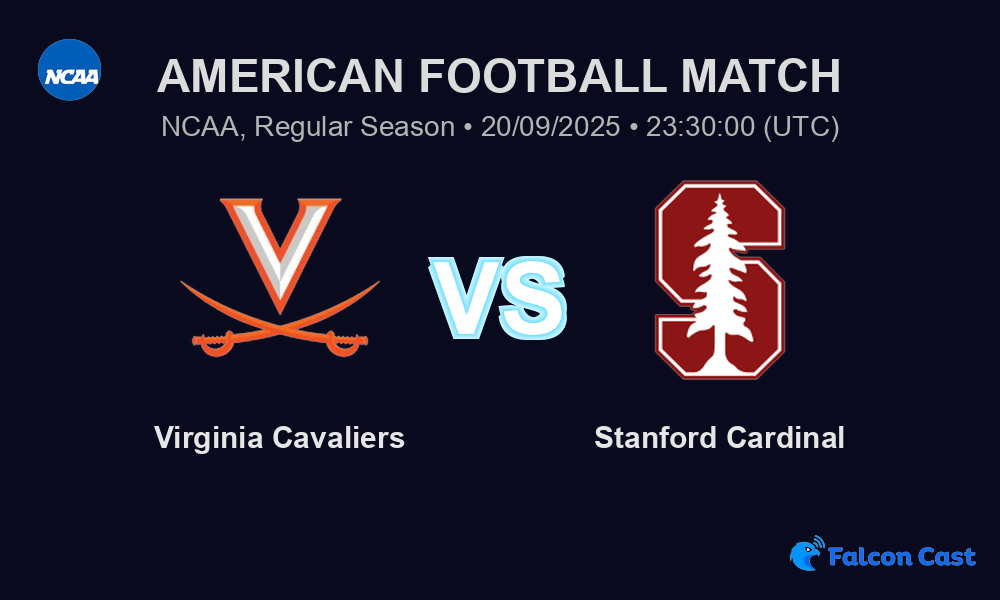 NCAA
AMERICAN FOOTBALL MATCH
NCAA, Regular Season • 20/09/2025 • 23:30:00 (UTC)
V
VS
S
Virginia Cavaliers
Stanford Cardinal
Falcon Cast